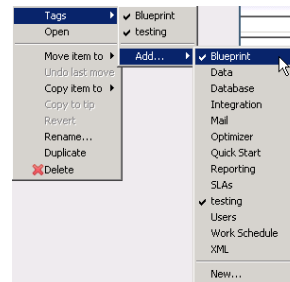 Tags
Open
Move item to
Undo last move
Copy item to
Copy to tip
Revert
Rename...
Duplicate
Delete
Blueprint
testing
Add...
Blueprint
Data
Database
Integration
Mail
Optimizer
Quick Start
Reporting
SLAs
testing
Users
Work Schedule
XML
New...